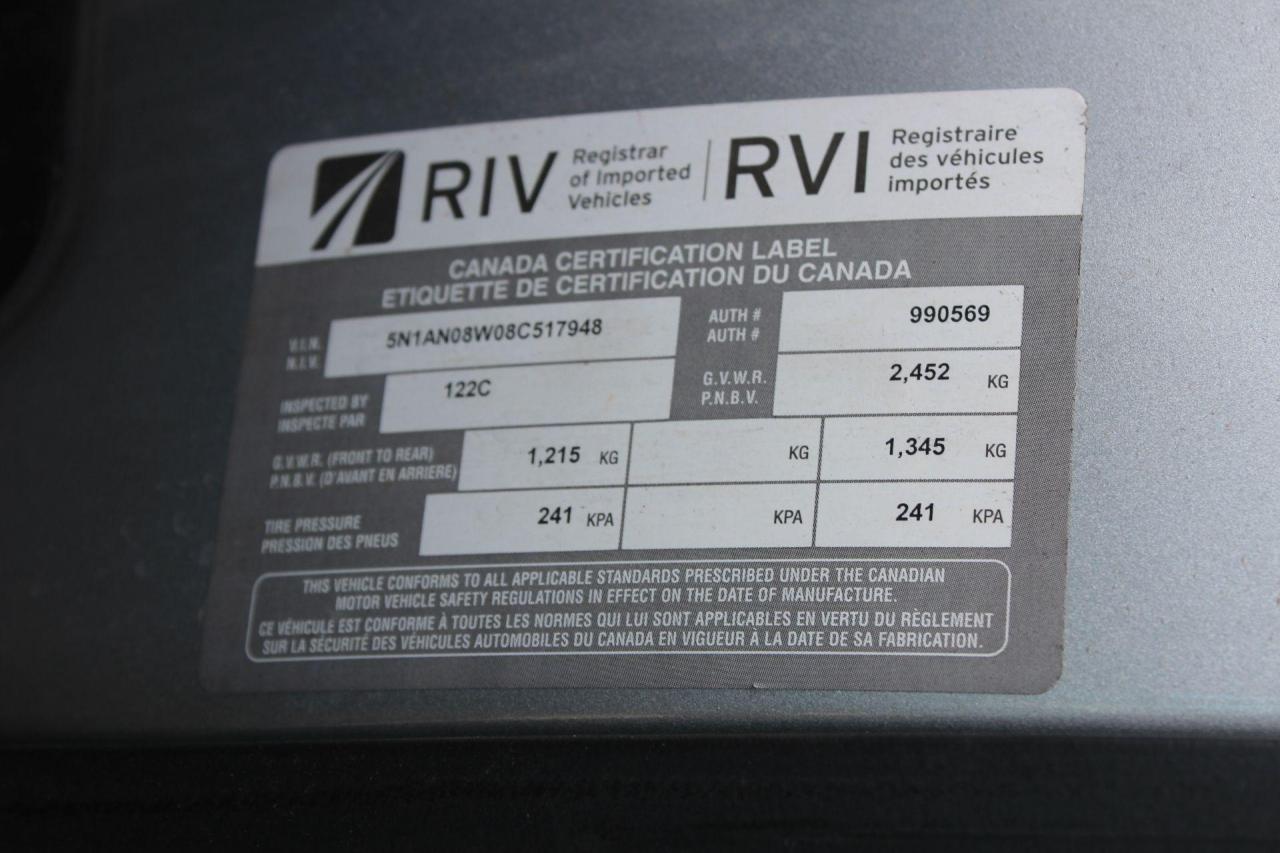 RIV Registrar of Imported Vehicles | RVI Registraire des véhicules importés
CANADA CERTIFICATION LABEL
ETIQUETTE DE CERTIFICATION DU CANADA
V.I.N.
N.I.V.
5N1AN08W08C517948
AUTH #
AUTH #
990569
INSPECTED BY
INSPECTE PAR
122C
G.V.W.R.
P.N.B.V.
2,452 KG
G.V.W.R. (FRONT TO REAR)
P.N.B.V. (D'AVANT EN ARRIERE)
1,215 KG KG 1,345 KG
TIRE PRESSURE
PRESSION DES PNEUS
241 KPA KPA 241 KPA
THIS VEHICLE CONFORMS TO ALL APPLICABLE STANDARDS PRESCRIBED UNDER THE CANADIAN
MOTOR VEHICLE SAFETY REGULATIONS IN EFFECT ON THE DATE OF MANUFACTURE.
CE VÉHICULE EST CONFORME À TOUTES LES NORMES QUI LUI SONT APPLICABLES EN VERTU DU RÈGLEMENT
SUR LA SÉCURITÉ DES VÉHICULES AUTOMOBILES DU CANADA EN VIGUEUR À LA DATE DE SA FABRICATION.